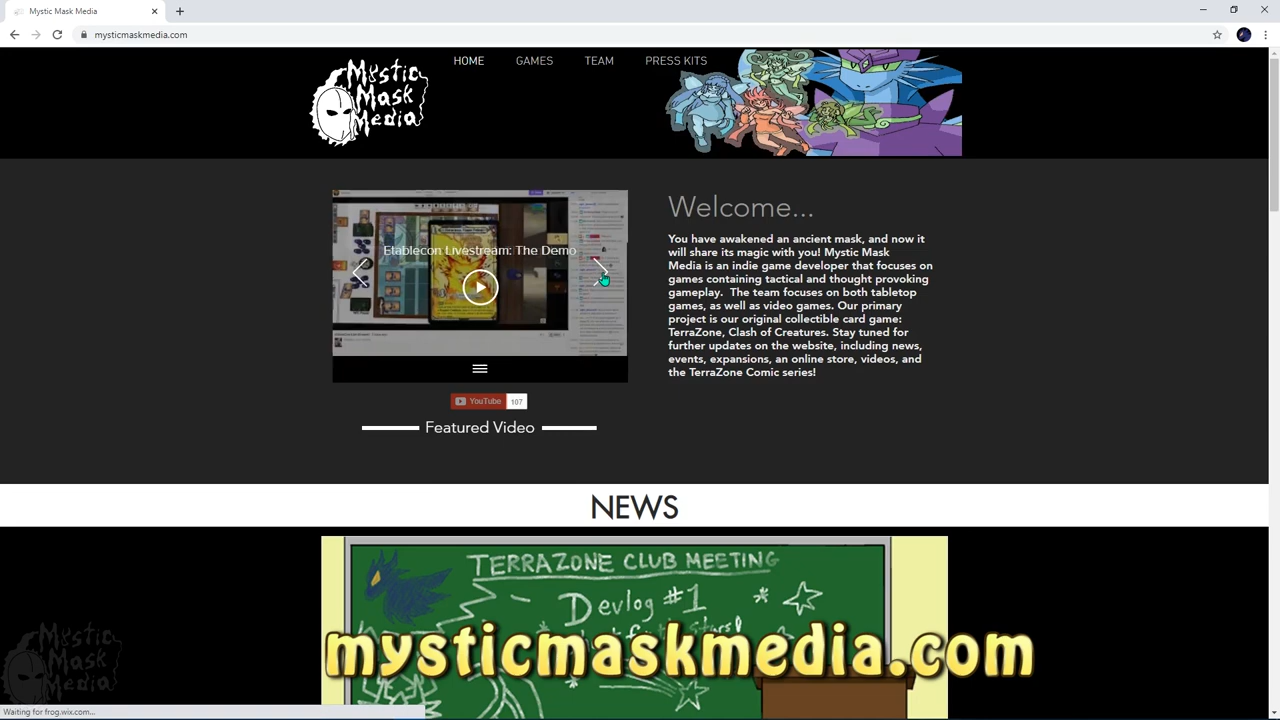 Mystic Mask Media
mysticmaskmedia.com
Mystic
Mask
Media
HOME
GAMES
TEAM
PRESS KITS
Etablecon Livestream: The Demo
YouTube
107
Featured Video
Welcome...
You have awakened an ancient mask, and now it
will share its magic with you! Mystic Mask
Media is an indie game developer that focuses on
games containing tactical and thought provoking
gameplay. The team focuses on both tabletop
games, as well as video games. Our primary
project is our original collectible card game:
TerraZone, Clash of Creatures. Stay tuned for
further updates on the website, including news,
events, expansions, an online store, videos, and
the TerraZone Comic series!
NEWS
TERRAZONE CLUB MEETING
Devlog #1
mysticmaskmedia.com
Mystic
Mask
Media
Waiting for frog.wix.com...